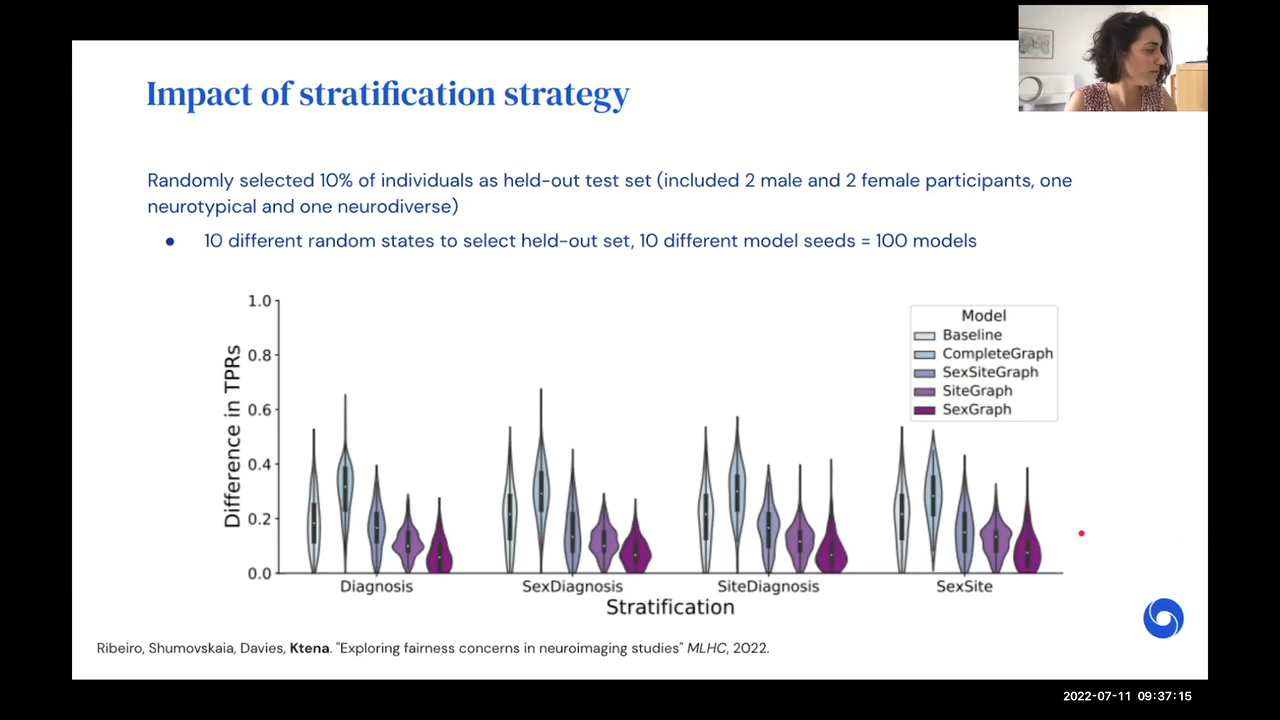 Impact of stratification strategy
Randomly selected 10% of individuals as held-out test set (included 2 male and 2 female participants, one
neurotypical and one neurodiverse)
● 10 different random states to select held-out set, 10 different model seeds = 100 models
1.0
0.8
0.6
0.4
0.2
0.0
Difference in TPRs
Model
Baseline
CompleteGraph
SexSiteGraph
SiteGraph
SexGraph
Diagnosis SexDiagnosis SiteDiagnosis SexSite
Stratification
Ribeiro, Shumovskaia, Davies, Ktena. "Exploring fairness concerns in neuroimaging studies" MLHC, 2022.
2022-07-11 09:37:15